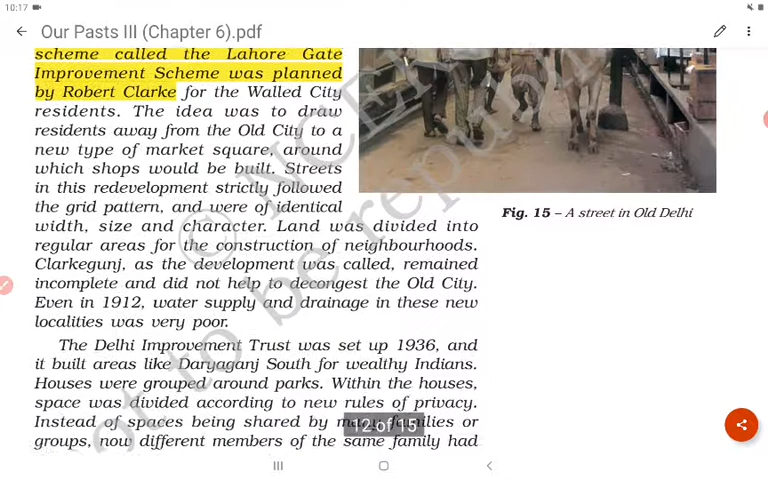 10:17
Our Pasts III (Chapter 6).pdf
scheme called the Lahore Gate
Improvement Scheme was planned
by Robert Clarke for the Walled City
residents. The idea was to draw
residents away from the Old City to a
new type of market square, around
which shops would be built. Streets
in this redevelopment strictly followed
the grid pattern, and were of identical
width, size and character. Land was divided into
regular areas for the construction of neighbourhoods.
Clarkegunj, as the development was called, remained
incomplete and did not help to decongest the Old City.
Even in 1912, water supply and drainage in these new
localities was very poor.
The Delhi Improvement Trust was set up 1936, and
it built areas like Daryaganj South for wealthy Indians.
Houses were grouped around parks. Within the houses,
space was divided according to new rules of privacy.
Instead of spaces being shared by many families or
groups, now different members of the same family had
Fig. 15 – A street in Old Delhi
12 of 15
© NCER
not to be republi